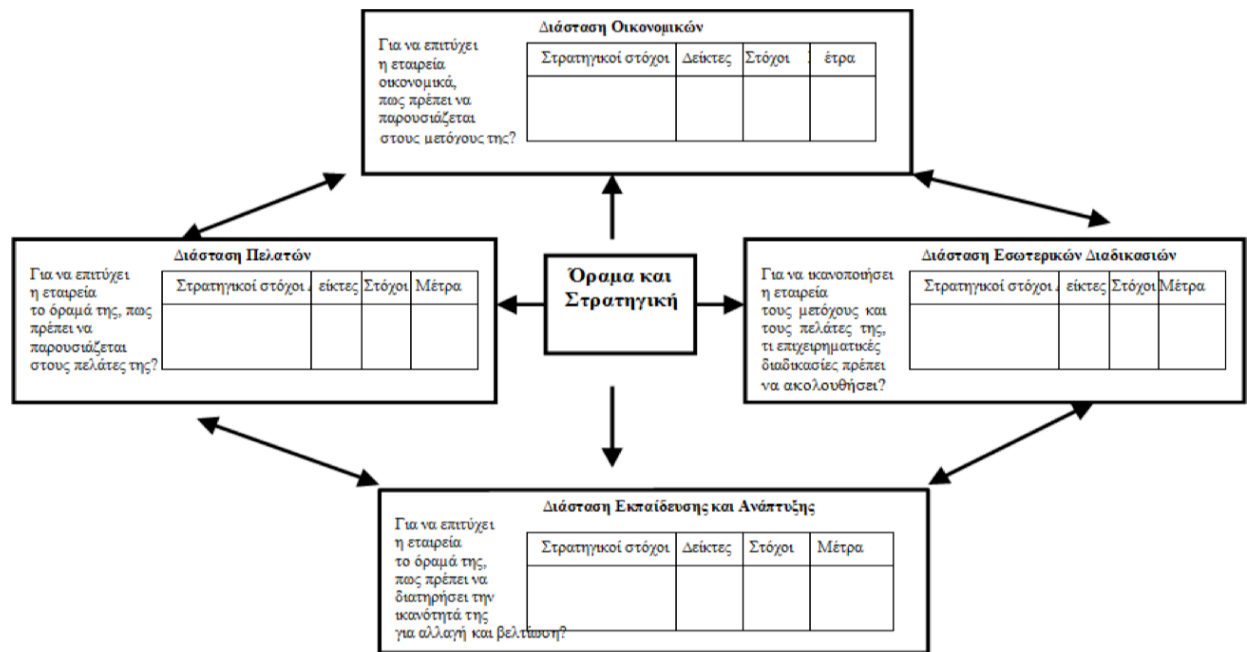 Διάσταση Οικονομικών
Για να επιτύχει
η εταιρεία
οικονομικά,
πως πρέπει να
παρουσιάζεται
στους μετόχους της?
Στρατηγικοί στόχοι Δείκτες Στόχοι έτρα
Διάσταση Πελατών
Για να επιτύχει
η εταιρεία
το όραμά της, πως
πρέπει να
παρουσιάζεται
στους πελάτες της?
Στρατηγικοί στόχοι είκτες Στόχοι Μέτρα
Όραμα και
Στρατηγική
Διάσταση Εσωτερικών Διαδικασιών
Για να ικανοποιήσει
η εταιρεία
τους μετόχους και
τους πελάτες της,
τι επιχειρηματικές
διαδικασίες πρέπει
να ακολουθήσει?
Στρατηγικοί στόχοι είκτες Στόχοι Μέτρα
Διάσταση Εκπαίδευσης και Ανάπτυξης
Για να επιτύχει
η εταιρεία
το όραμά της,
πως πρέπει να
διατηρήσει την
ικανότητά της
για αλλαγή και βελτίωση?
Στρατηγικοί στόχοι Δείκτες Στόχοι Μέτρα